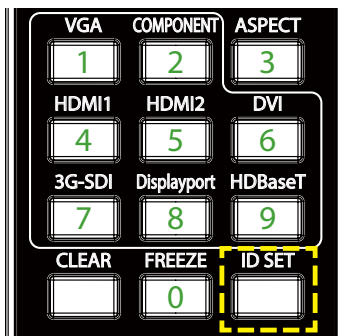 VGA COMPONENT ASPECT
1 2 3
HDMI1 HDMI2 DVI
4 5 6
3G-SDI Displayport HDBaseT
7 8 9
CLEAR FREEZE ID SET
0